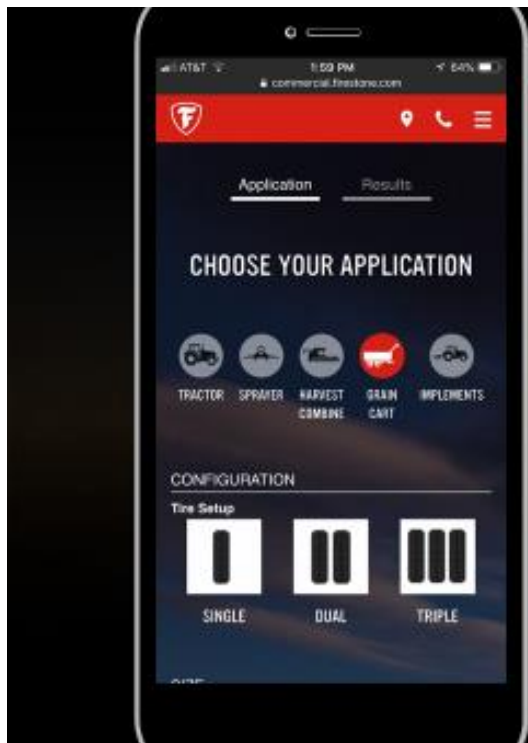 AT&T 1:59 PM 64%
commercial.firestone.com
F
Application Results
CHOOSE YOUR APPLICATION
TRACTOR SPRAYER HARVEST COMBINE GRAIN CART IMPLEMENTS
CONFIGURATION
Tire Setup
SINGLE DUAL TRIPLE
SIZE